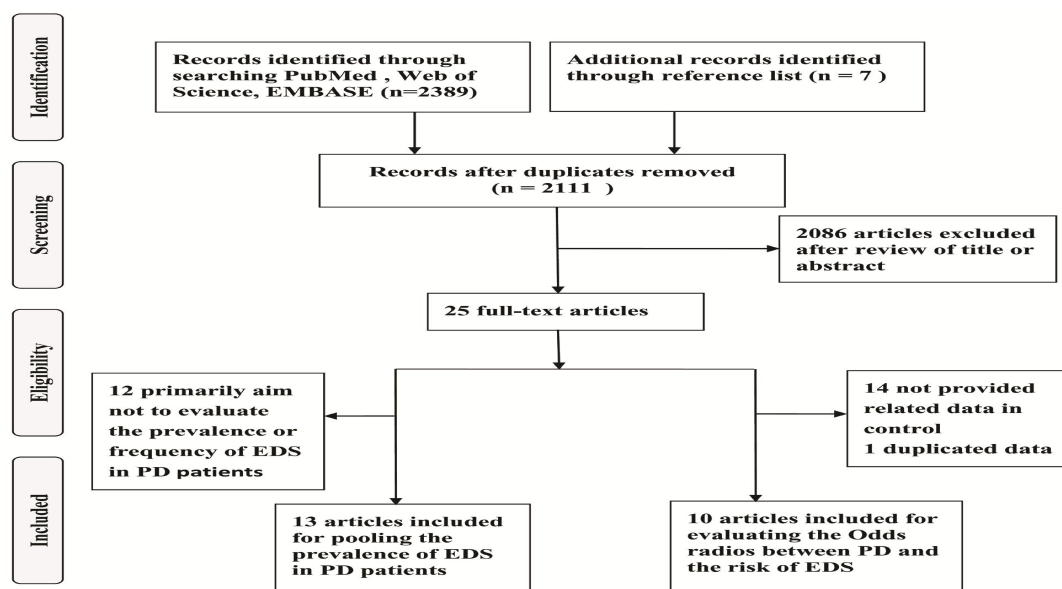 Identification
Records identified through
searching PubMed , Web of
Science, EMBASE (n=2389)
Additional records identified
through reference list (n = 7 )
Records after duplicates removed
(n = 2111 )
Screening
2086 articles excluded
after review of title or
abstract
25 full-text articles
Eligibility
12 primarily aim
not to evaluate
the prevalence or
frequency of EDS
in PD patients
14 not provided
related data in
control
1 duplicated data
Included
13 articles included
for pooling the
prevalence of EDS
in PD patients
10 articles included for
evaluating the Odds
radios between PD and
the risk of EDS